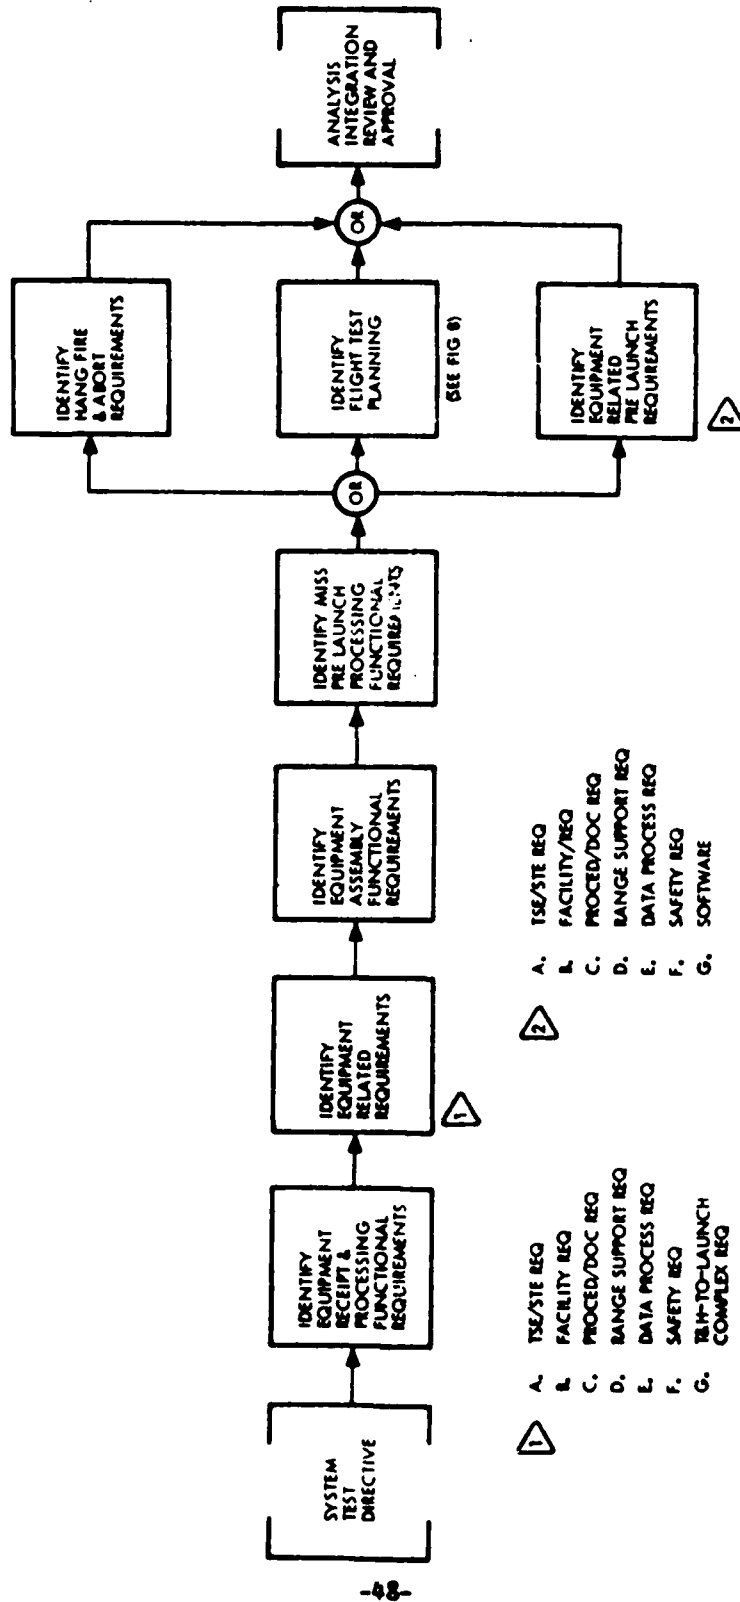 SYSTEM
TEST
DIRECTIVE
IDENTIFY
EQUIPMENT
RECEIPT &
PROCESSING
FUNCTIONAL
REQUIREMENTS
IDENTIFY
EQUIPMENT
RELATED
REQUIREMENTS
1
IDENTIFY
EQUIPMENT
ASSEMBLY
FUNCTIONAL
REQUIREMENTS
IDENTIFY MISS
PRE LAUNCH
PROCESSING
FUNCTIONAL
REQUIREMENTS
OR
IDENTIFY
HANG FIRE
& ABORT
REQUIREMENTS
IDENTIFY
FLIGHT TEST
PLANNING
(SEE FIG 8)
IDENTIFY
EQUIPMENT
RELATED
PRE LAUNCH
REQUIREMENTS
2
OR
ANALYSIS
INTEGRATION
REVIEW AND
APPROVAL
1
A. TSE/STE REQ
B. FACILITY REQ
C. PROCED/DOC REQ
D. RANGE SUPPORT REQ
E. DATA PROCESS REQ
F. SAFETY REQ
G. T&H-TO-LAUNCH
COMPLEX REQ
2
A. TSE/STE REQ
B. FACILITY/REQ
C. PROCED/DOC REQ
D. RANGE SUPPORT REQ
E. DATA PROCESS REQ
F. SAFETY REQ
G. SOFTWARE
-48-